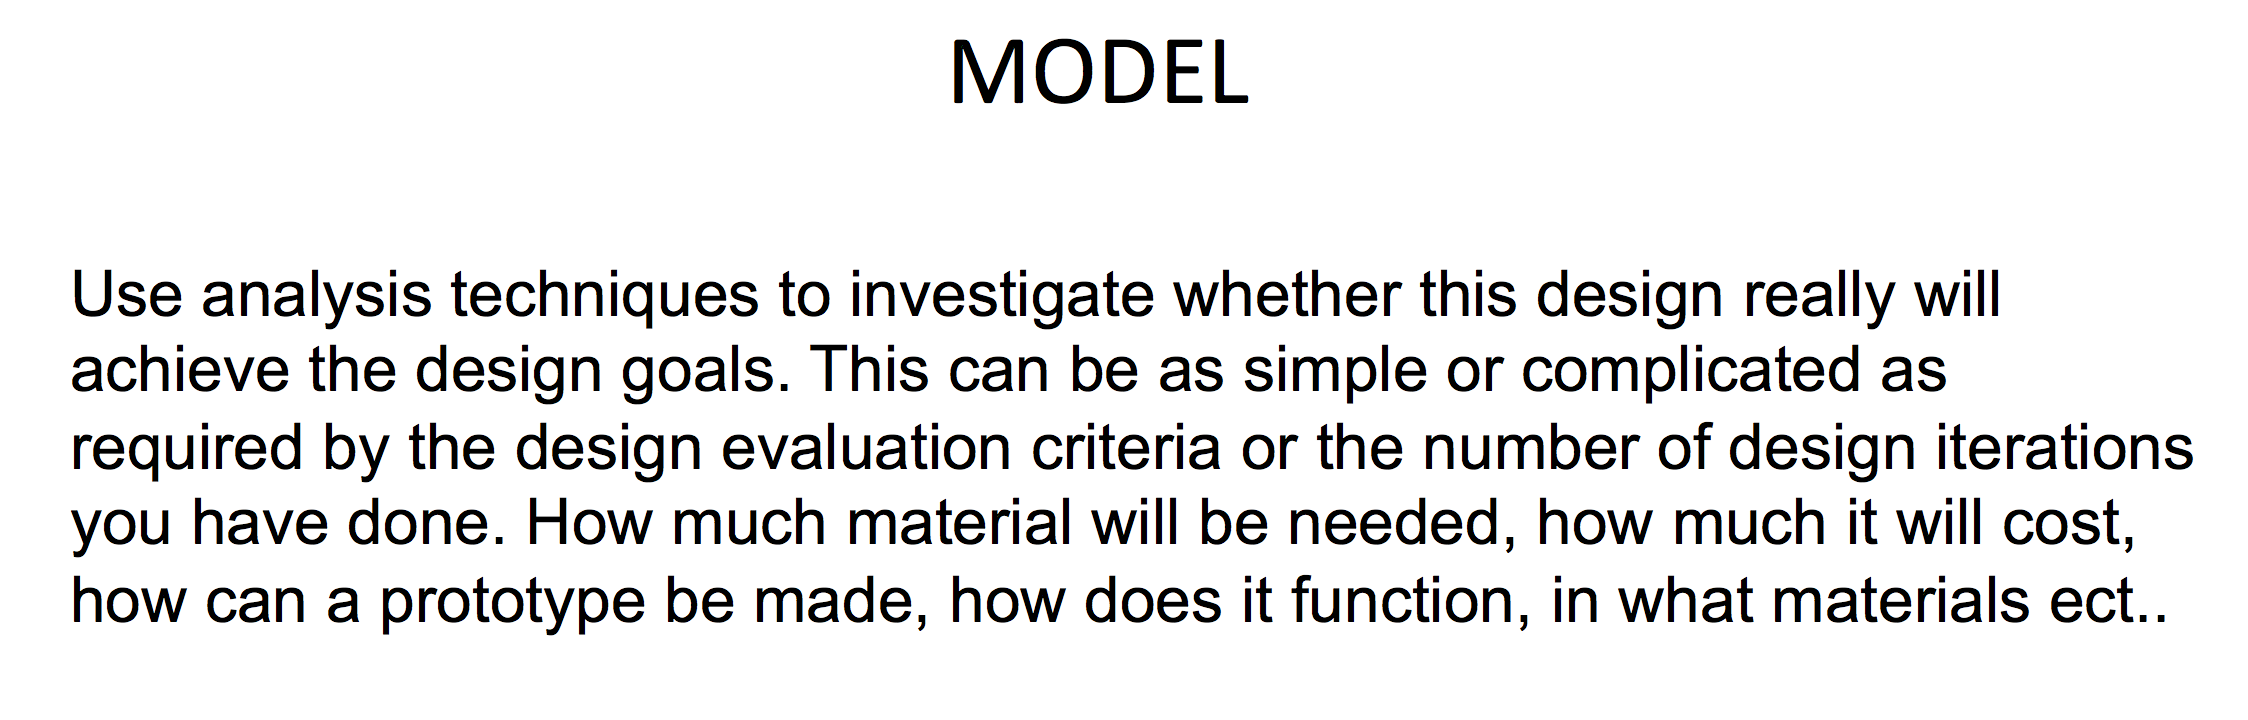 MODEL
Use analysis techniques to investigate whether this design really will
achieve the design goals. This can be as simple or complicated as
required by the design evaluation criteria or the number of design iterations
you have done. How much material will be needed, how much it will cost,
how can a prototype be made, how does it function, in what materials ect..